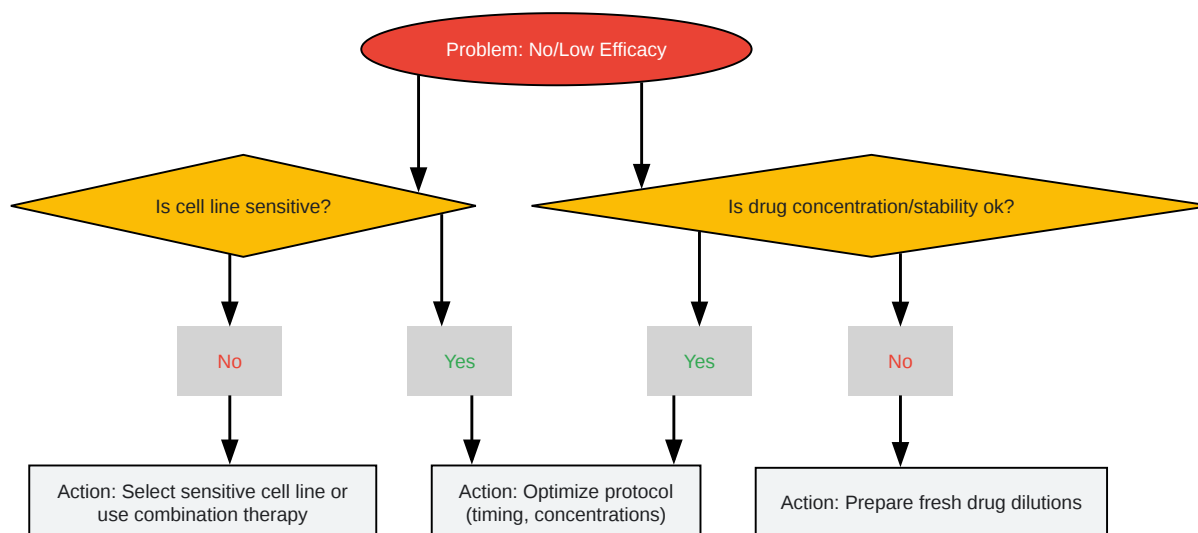 Problem: No/Low Efficacy
Is cell line sensitive?
Is drug concentration/stability ok?
No
Yes
Yes
No
Action: Select sensitive cell line or
use combination therapy
Action: Optimize protocol
(timing, concentrations)
Action: Prepare fresh drug dilutions